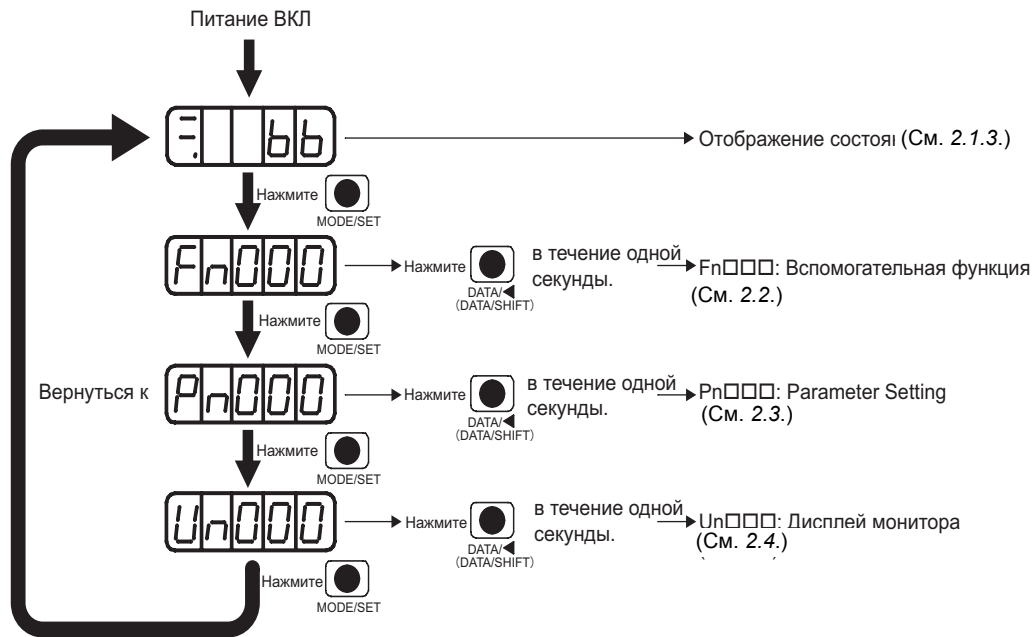 Питание ВКЛ
bb
Отображение состоя (См. 2.1.3.)
Нажмите
MODE/SET
Fn000
Нажмите
DATA/◀
(DATA/SHIFT)
в течение одной
секунды.
Fn□□□: Вспомогательная функция
(См. 2.2.)
Нажмите
MODE/SET
Вернуться к
Pn000
Нажмите
DATA/◀
(DATA/SHIFT)
в течение одной
секунды.
Pn□□□: Parameter Setting
(См. 2.3.)
Нажмите
MODE/SET
Un000
Нажмите
DATA/◀
(DATA/SHIFT)
в течение одной
секунды.
Un□□□: Дисплей монитора
(См. 2.4.)
Нажмите
MODE/SET